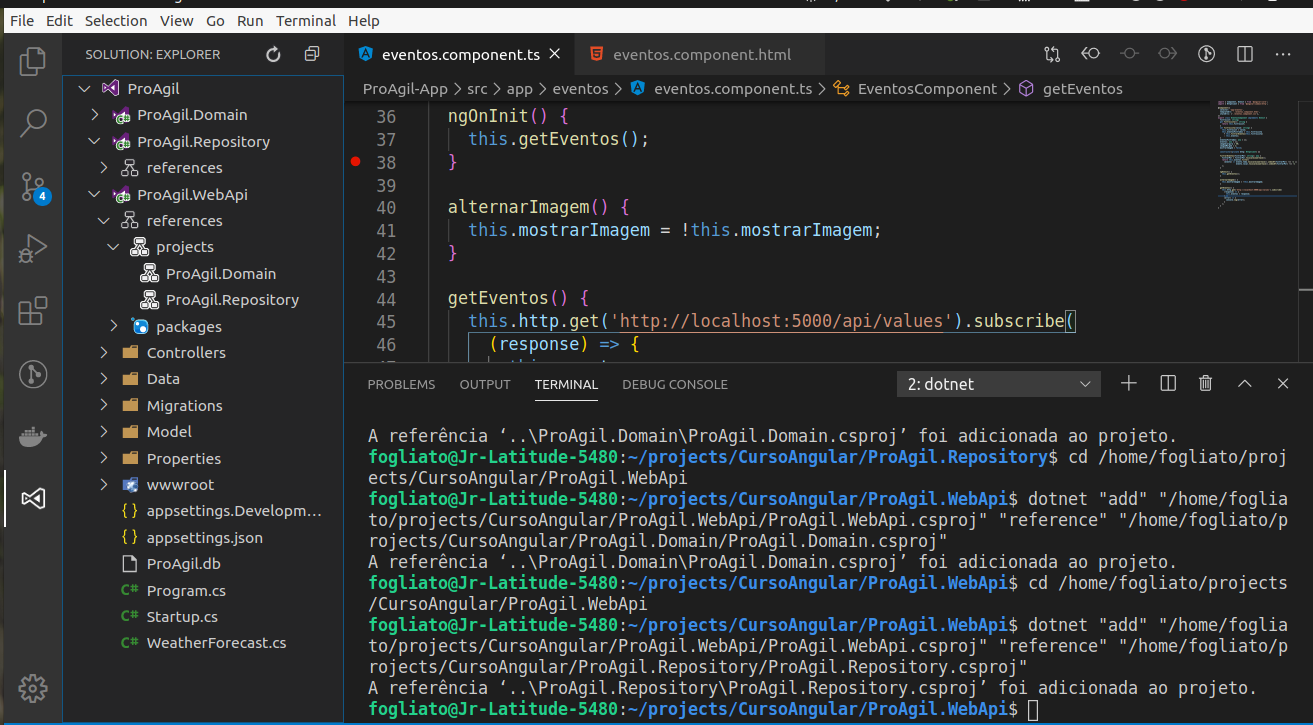 File Edit Selection View Go Run Terminal Help
SOLUTION: EXPLORER
ProAgil
ProAgil.Domain
ProAgil.Repository
references
ProAgil.WebApi
references
projects
ProAgil.Domain
ProAgil.Repository
packages
Controllers
Data
Migrations
Model
Properties
wwwroot
{ } appsettings.Developm...
{ } appsettings.json
ProAgil.db
C# Program.cs
C# Startup.cs
C# WeatherForecast.cs
4
eventos.component.ts eventos.component.html
ProAgil-App > src > app > eventos > eventos.component.ts > EventosComponent > getEventos
36 ngOnInit() {
37 this.getEventos();
38 }
39
40 alternarImagem() {
41 this.mostrarImagem = !this.mostrarImagem;
42 }
43
44 getEventos() {
45 this.http.get('http://localhost:5000/api/values').subscribe(
46 (response) => {
PROBLEMS OUTPUT TERMINAL DEBUG CONSOLE 2: dotnet
A referência ‘..\ProAgil.Domain\ProAgil.Domain.csproj’ foi adicionada ao projeto.
fogliato@Jr-Latitude-5480:~/projects/CursoAngular/ProAgil.Repository$ cd /home/fogliato/proj
ects/CursoAngular/ProAgil.WebApi
fogliato@Jr-Latitude-5480:~/projects/CursoAngular/ProAgil.WebApi$ dotnet "add" "/home/foglia
to/projects/CursoAngular/ProAgil.WebApi/ProAgil.WebApi.csproj" "reference" "/home/fogliato/p
rojects/CursoAngular/ProAgil.Domain/ProAgil.Domain.csproj"
A referência ‘..\ProAgil.Domain\ProAgil.Domain.csproj’ foi adicionada ao projeto.
fogliato@Jr-Latitude-5480:~/projects/CursoAngular/ProAgil.WebApi$ cd /home/fogliato/projects
/CursoAngular/ProAgil.WebApi
fogliato@Jr-Latitude-5480:~/projects/CursoAngular/ProAgil.WebApi$ dotnet "add" "/home/foglia
to/projects/CursoAngular/ProAgil.WebApi/ProAgil.WebApi.csproj" "reference" "/home/fogliato/p
rojects/CursoAngular/ProAgil.Repository/ProAgil.Repository.csproj"
A referência ‘..\ProAgil.Repository\ProAgil.Repository.csproj’ foi adicionada ao projeto.
fogliato@Jr-Latitude-5480:~/projects/CursoAngular/ProAgil.WebApi$